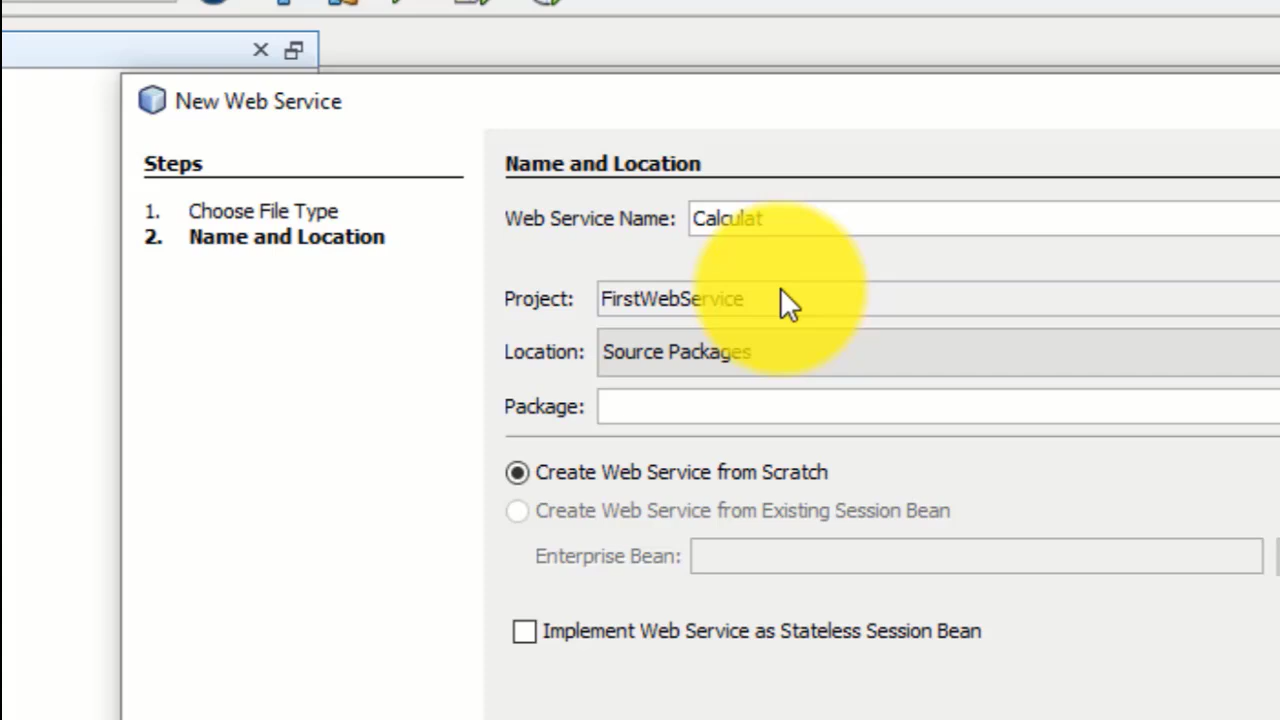 New Web Service
Steps
1. Choose File Type
2. Name and Location
Name and Location
Web Service Name: Calculat
Project: FirstWebService
Location: Source Packages
Package:
Create Web Service from Scratch
Create Web Service from Existing Session Bean
Enterprise Bean:
Implement Web Service as Stateless Session Bean